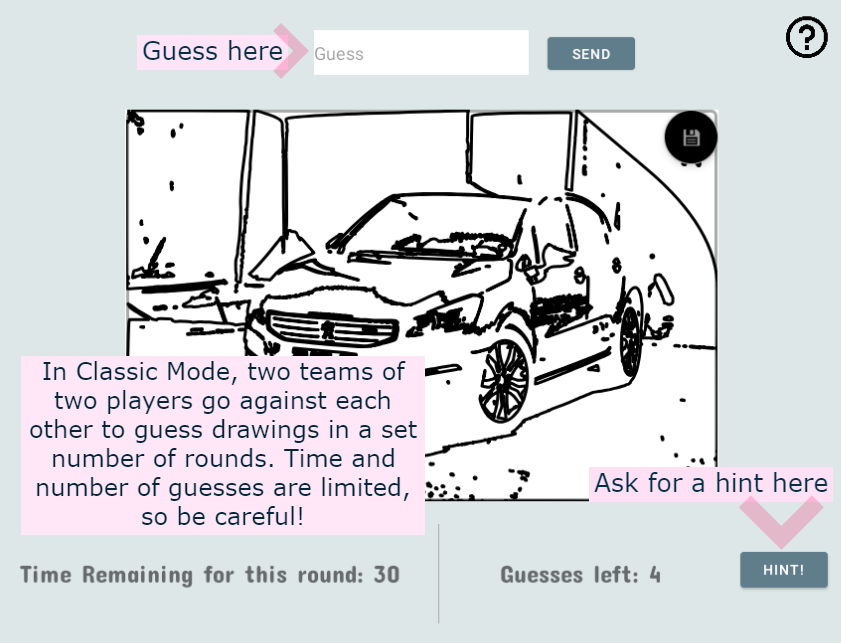 Guess here
Guess
SEND
?
In Classic Mode, two teams of
two players go against each
other to guess drawings in a set
number of rounds. Time and
number of guesses are limited,
so be careful!
Ask for a hint here
Time Remaining for this round: 30
Guesses left: 4
HINT!